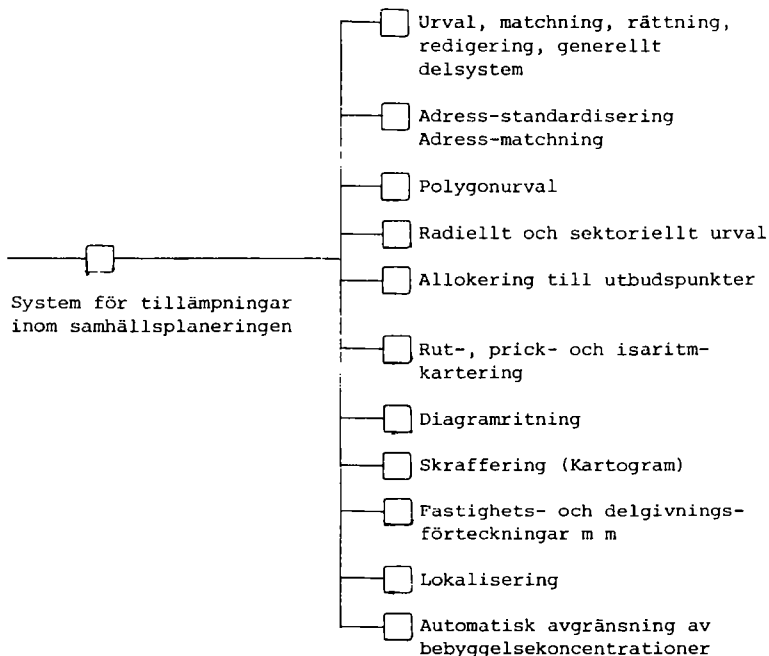 Urval, matchning, rättning,
redigering, generellt
delsystem
Adress-standardisering
Adress-matchning
Polygonurval
Radiellt och sektoriellt urval
Allokering till utbudspunkter
System för tillämpningar
inom samhällsplaneringen
Rut-, prick- och isaritm-
kartering
Diagramritning
Skraffering (Kartogram)
Fastighets- och delgivnings-
förteckningar m m
Lokalisering
Automatisk avgränsning av
bebyggelsekoncentrationer